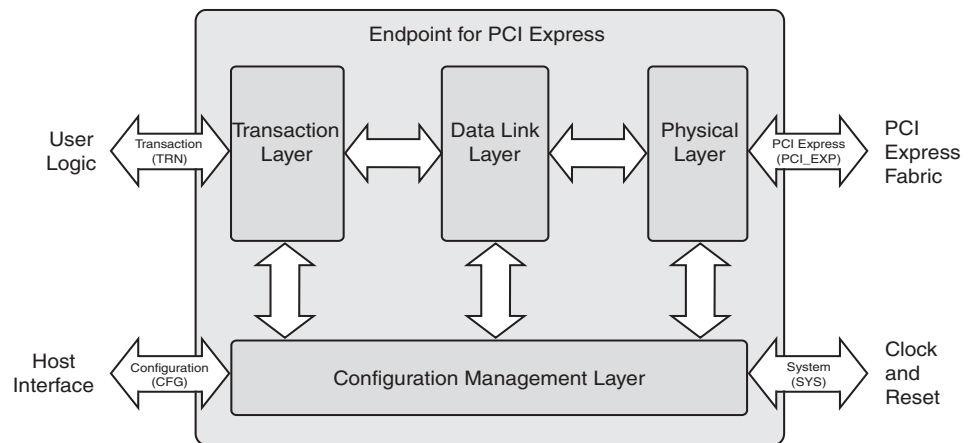 Endpoint for PCI Express
User
Logic
Transaction
(TRN)
Transaction
Layer
Data Link
Layer
Physical
Layer
PCI Express
(PCI_EXP)
PCI
Express
Fabric
Host
Interface
Configuration
(CFG)
Configuration Management Layer
System
(SYS)
Clock
and
Reset